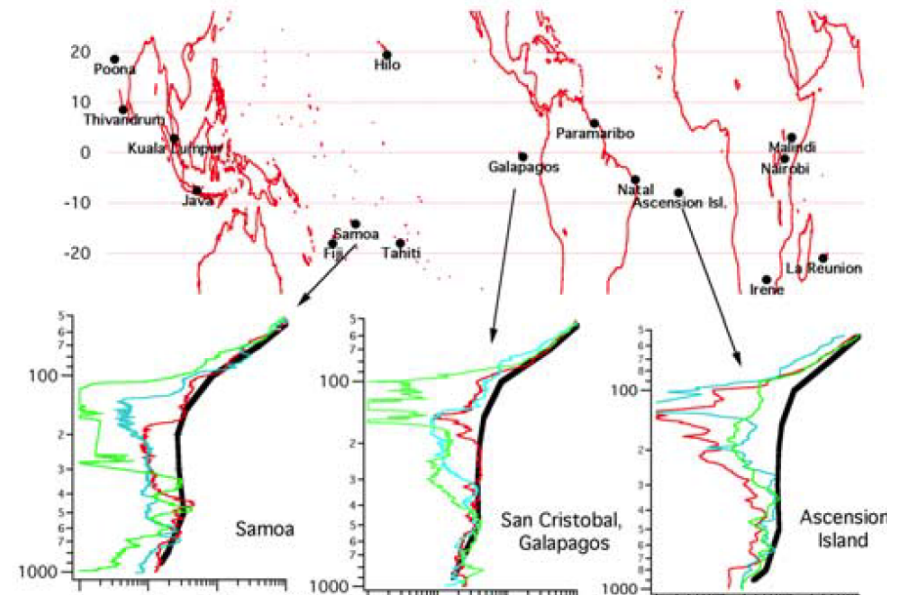 20
Poona
Hilo
10
Thivandrum
Paramaribo
0
Kuala Lumpur
Galapagos
Malindi
Nairobi
-10
Java
Natal
Ascension Isl.
-20
Samoa
Fiji
Tahiti
La Reunion
Irene
5
6
7
100
2
3
4
5
6
7
1000
Samoa
5
6
7
100
2
3
4
5
6
7
1000
San Cristobal,
Galapagos
5
6
7
8
100
2
3
4
5
6
7
8
1000
Ascension
Island